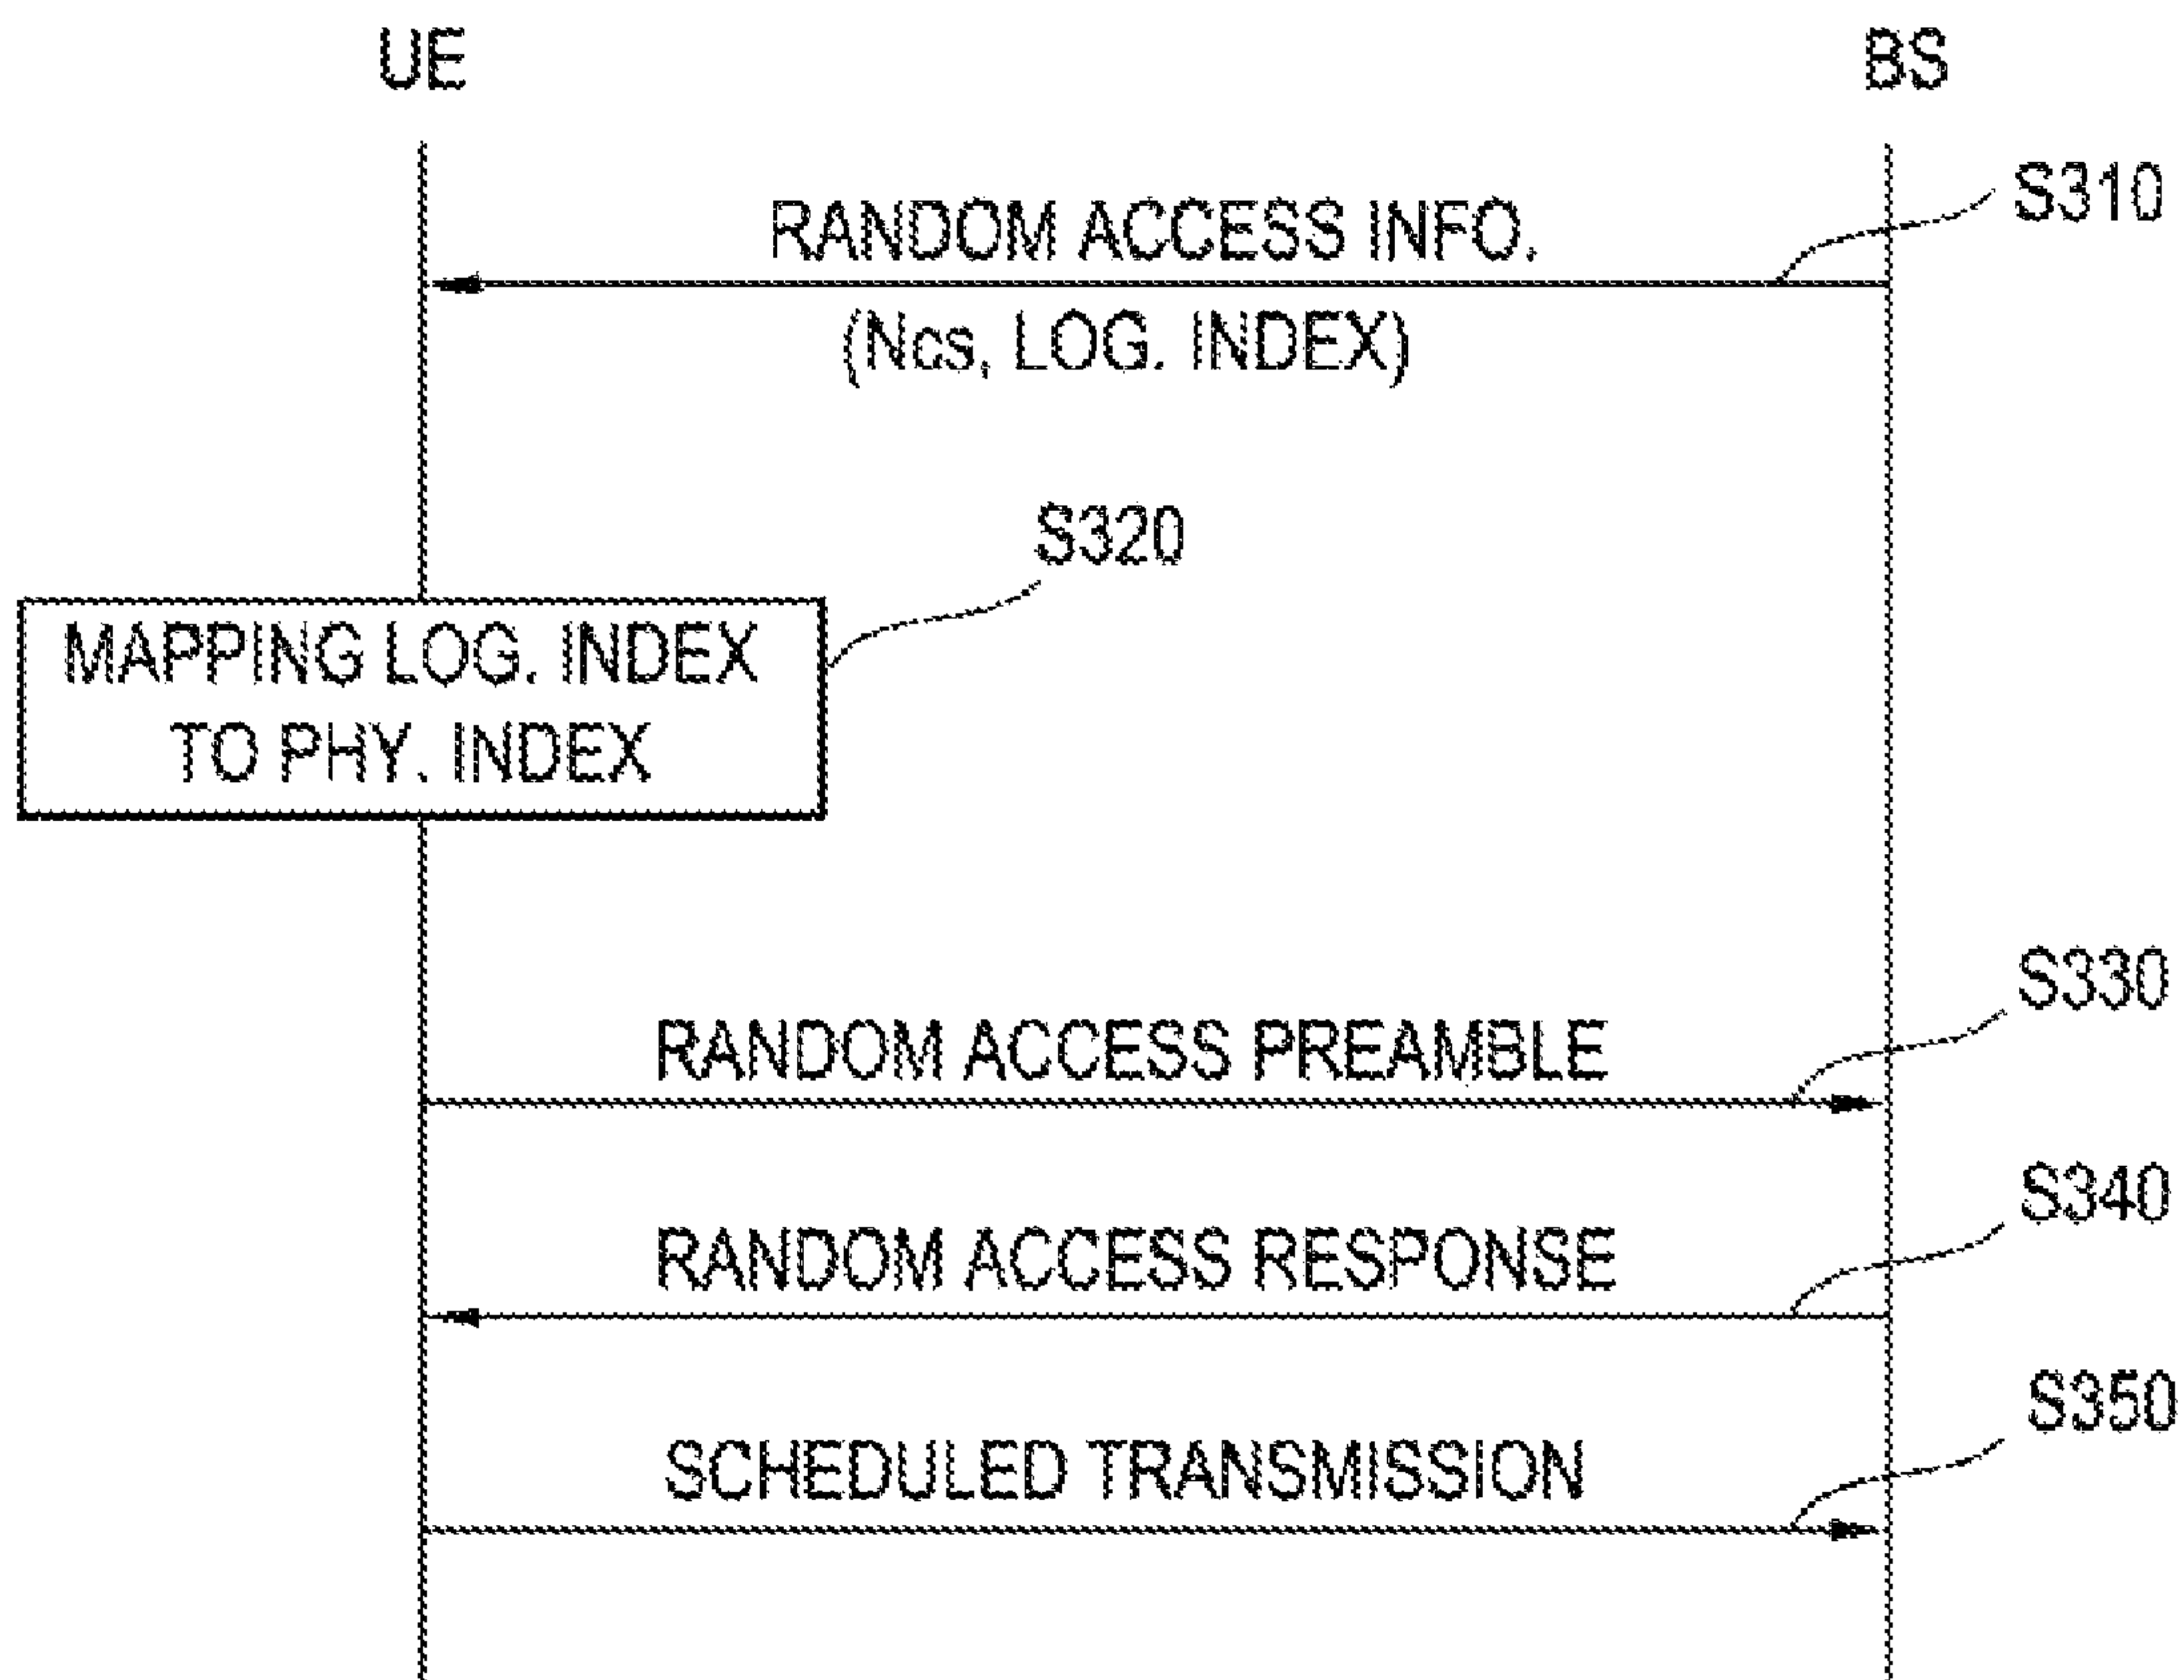 UE
BS
S310
RANDOM ACCESS INFO.
(Ncs, LOG. INDEX)
S320
MAPPING LOG. INDEX
TO PHY. INDEX
S330
RANDOM ACCESS PREAMBLE
S340
RANDOM ACCESS RESPONSE
S350
SCHEDULED TRANSMISSION